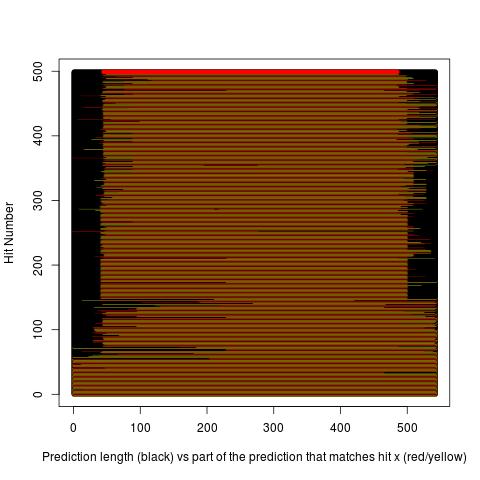 500
400
300
200
100
0
Hit Number
0 100 200 300 400 500
Prediction length (black) vs part of the prediction that matches hit x (red/yellow)